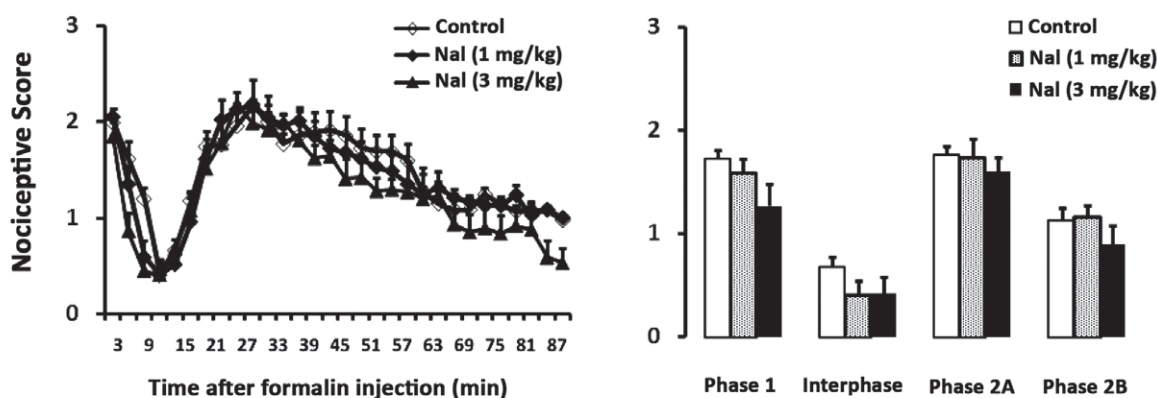 Nociceptive Score
3
2
1
0
Control
Nal (1 mg/kg)
Nal (3 mg/kg)
3 9 15 21 27 33 39 45 51 57 63 69 75 81 87
Time after formalin injection (min)
3
2
1
0
Control
Nal (1 mg/kg)
Nal (3 mg/kg)
Phase 1 Interphase Phase 2A Phase 2B